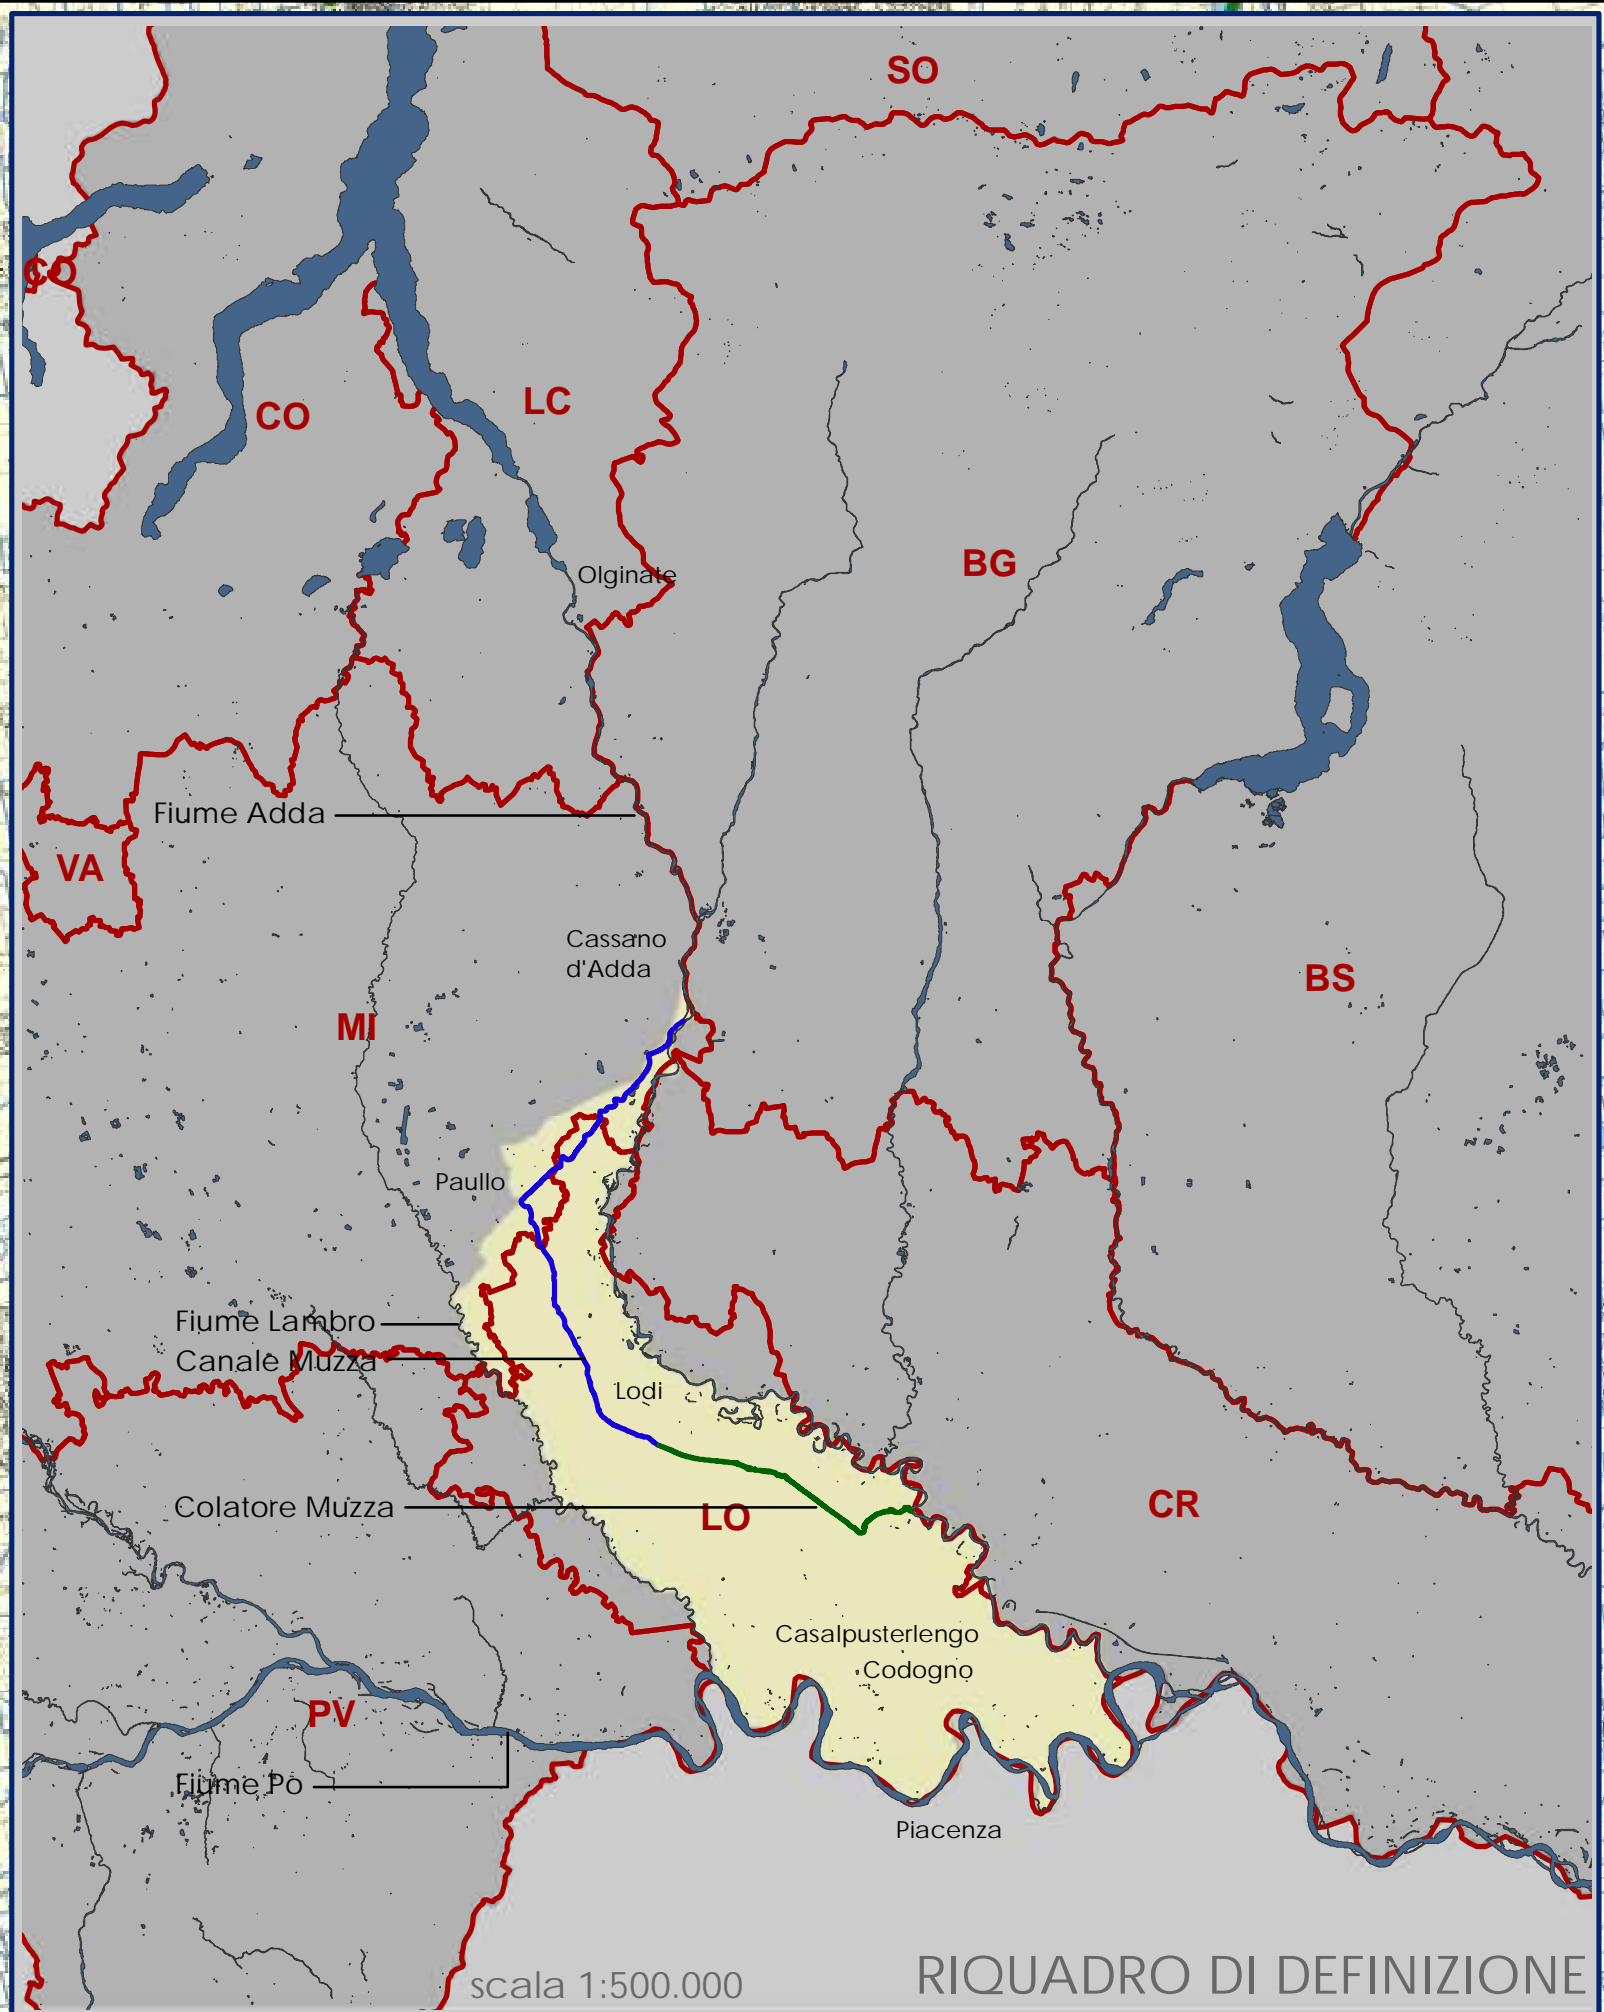 SO
CO
LC
CO
BG
Olginate
Fiume Adda
VA
Cassano
d'Adda
BS
MI
Paullo
Fiume Lambro
Canale Muzza
Lodi
Colatore Muzza
LO
CR
Casalpusterlengo
Codogno
PV
Fiume Po
Piacenza
scala 1:500.000
RIQUADRO DI DEFINIZIONE